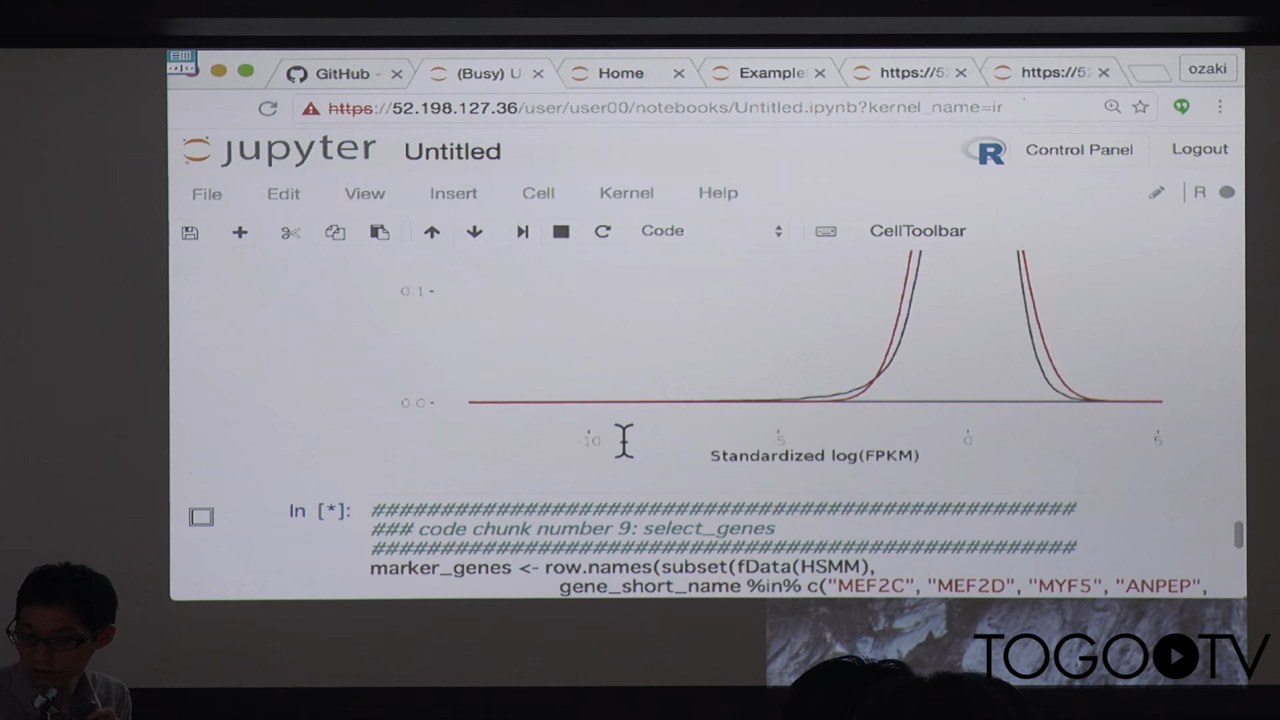 GitHub -
(Busy) U
Home
Example
https://5:
https://5:
ozaki
https://52.198.127.36/user/user00/notebooks/Untitled.ipynb?kernel_name=ir
jupyter Untitled
R
Control Panel
Logout
File
Edit
View
Insert
Cell
Kernel
Help
R
Code
CellToolbar
0.1
0.0
-10
-5
0
5
Standardized log(FPKM)
In [*]:
### code chunk number 9: select_genes
marker_genes <- row.names(subset(fData(HSMM),
gene_short_name %in% c("MEF2C", "MEF2D", "MYF5", "ANPEP",
TOGOTV